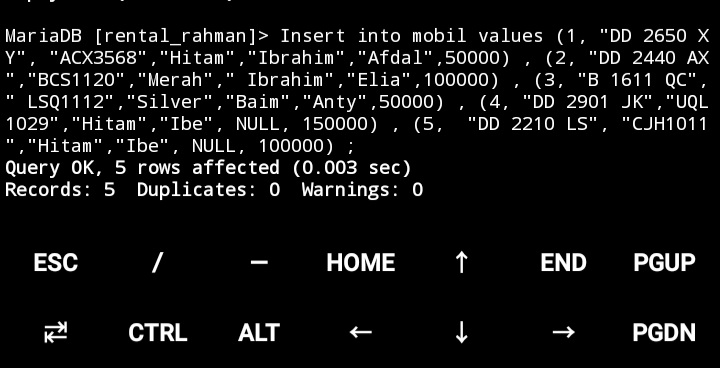 MariaDB [rental_rahman]> Insert into mobil values (1, "DD 2650 X
Y", "ACX3568","Hitam","Ibrahim","Afdal",50000) , (2, "DD 2440 AX
","BCS1120","Merah"," Ibrahim","Elia",100000) , (3, "B 1611 QC",
" LSQ1112","Silver","Baim","Anty",50000) , (4, "DD 2901 JK","UQL
1029","Hitam","Ibe", NULL, 150000) , (5,  "DD 2210 LS", "CJH1011
","Hitam","Ibe", NULL, 100000) ;
Query OK, 5 rows affected (0.003 sec)
Records: 5  Duplicates: 0  Warnings: 0
ESC / – HOME ↑ END PGUP
⇄ CTRL ALT ← ↓ → PGDN